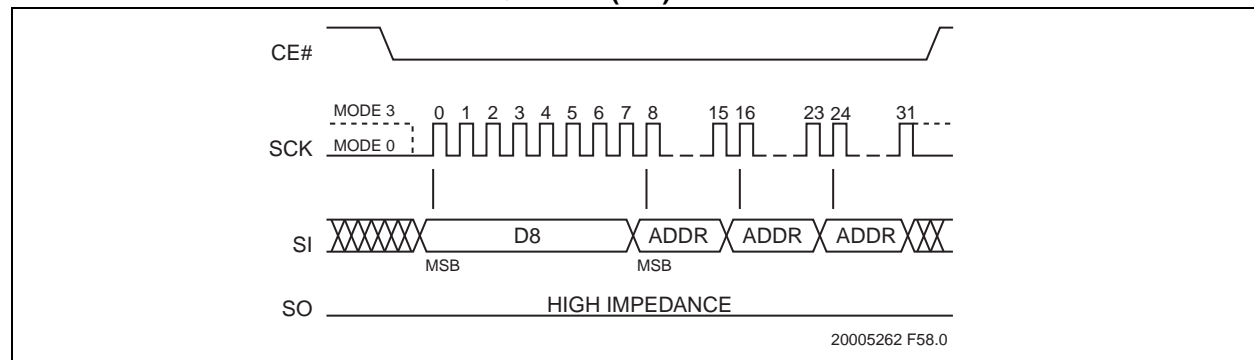 CE#
MODE 3 0 1 2 3 4 5 6 7 8 15 16 23 24 31
SCK MODE 0
SI D8 ADDR ADDR ADDR
MSB MSB
SO HIGH IMPEDANCE
20005262 F58.0